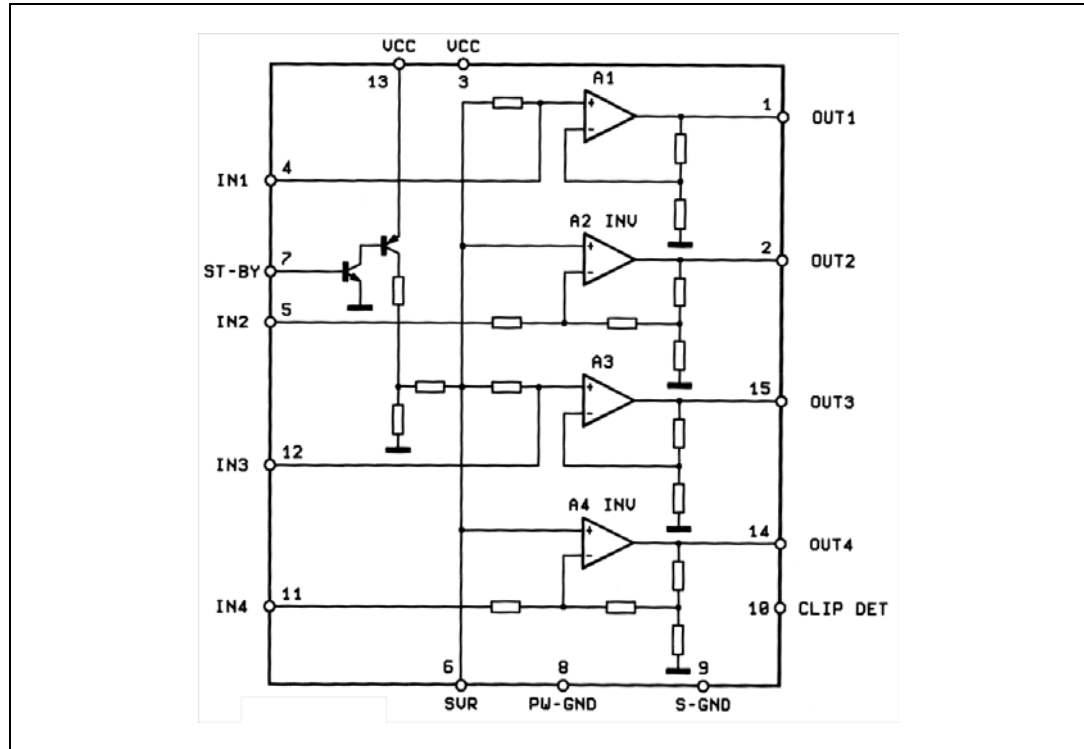 VCC VCC
13 3
A1
1 OUT1
IN1 4
A2 INV
2 OUT2
ST-BY 7
IN2 5
A3
15 OUT3
IN3 12
A4 INV
14 OUT4
IN4 11
10 CLIP DET
6 8 9
SVR PW-GND S-GND